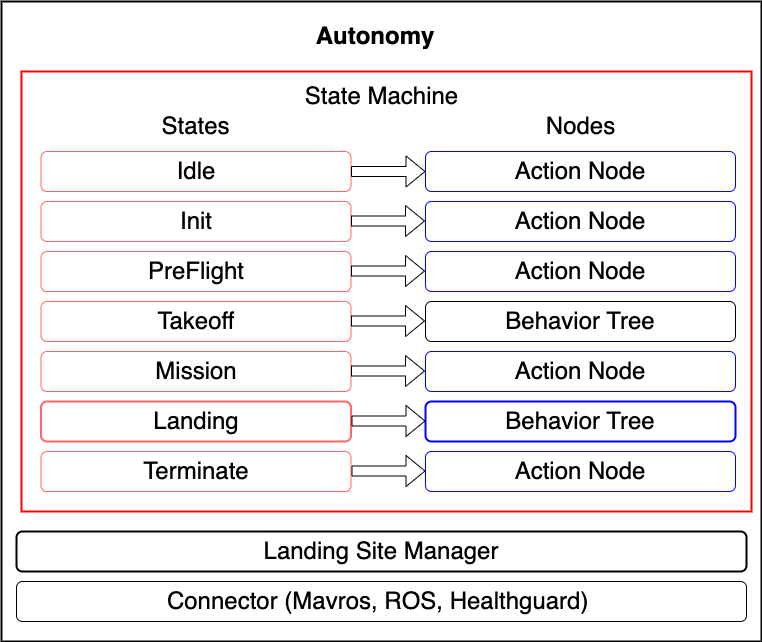 Autonomy
State Machine
States Nodes
Idle Action Node
Init Action Node
PreFlight Action Node
Takeoff Behavior Tree
Mission Action Node
Landing Behavior Tree
Terminate Action Node
Landing Site Manager
Connector (Mavros, ROS, Healthguard)